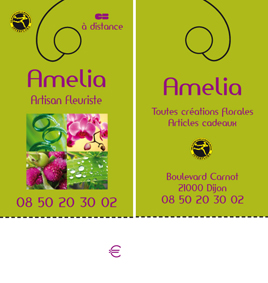 à distance
Amelia
Artisan Fleuriste
08 50 20 30 02
€
Amelia
Toutes créations florales
Articles cadeaux
Boulevard Carnot
21000 Dijon
08 50 20 30 02